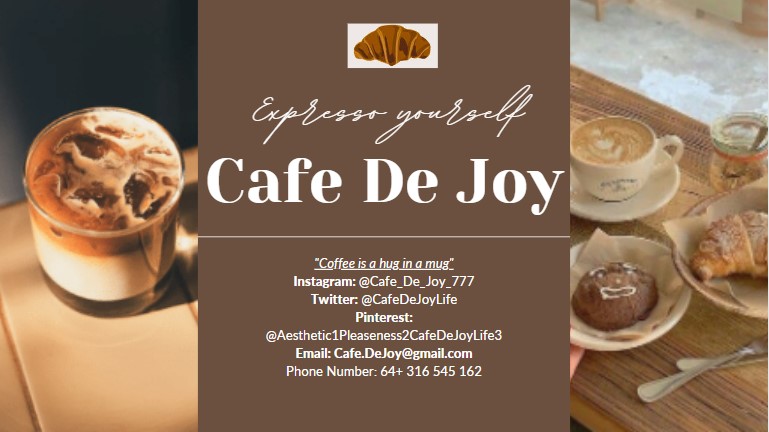 Expresso yourself
Cafe De Joy
"Coffee is a hug in a mug"
Instagram: @Cafe_De_Joy_777
Twitter: @CafeDeJoyLife
Pinterest:
@Aesthetic1Pleaseness2CafeDeJoyLife3
Email: Cafe.DeJoy@gmail.com
Phone Number: 64+ 316 545 162